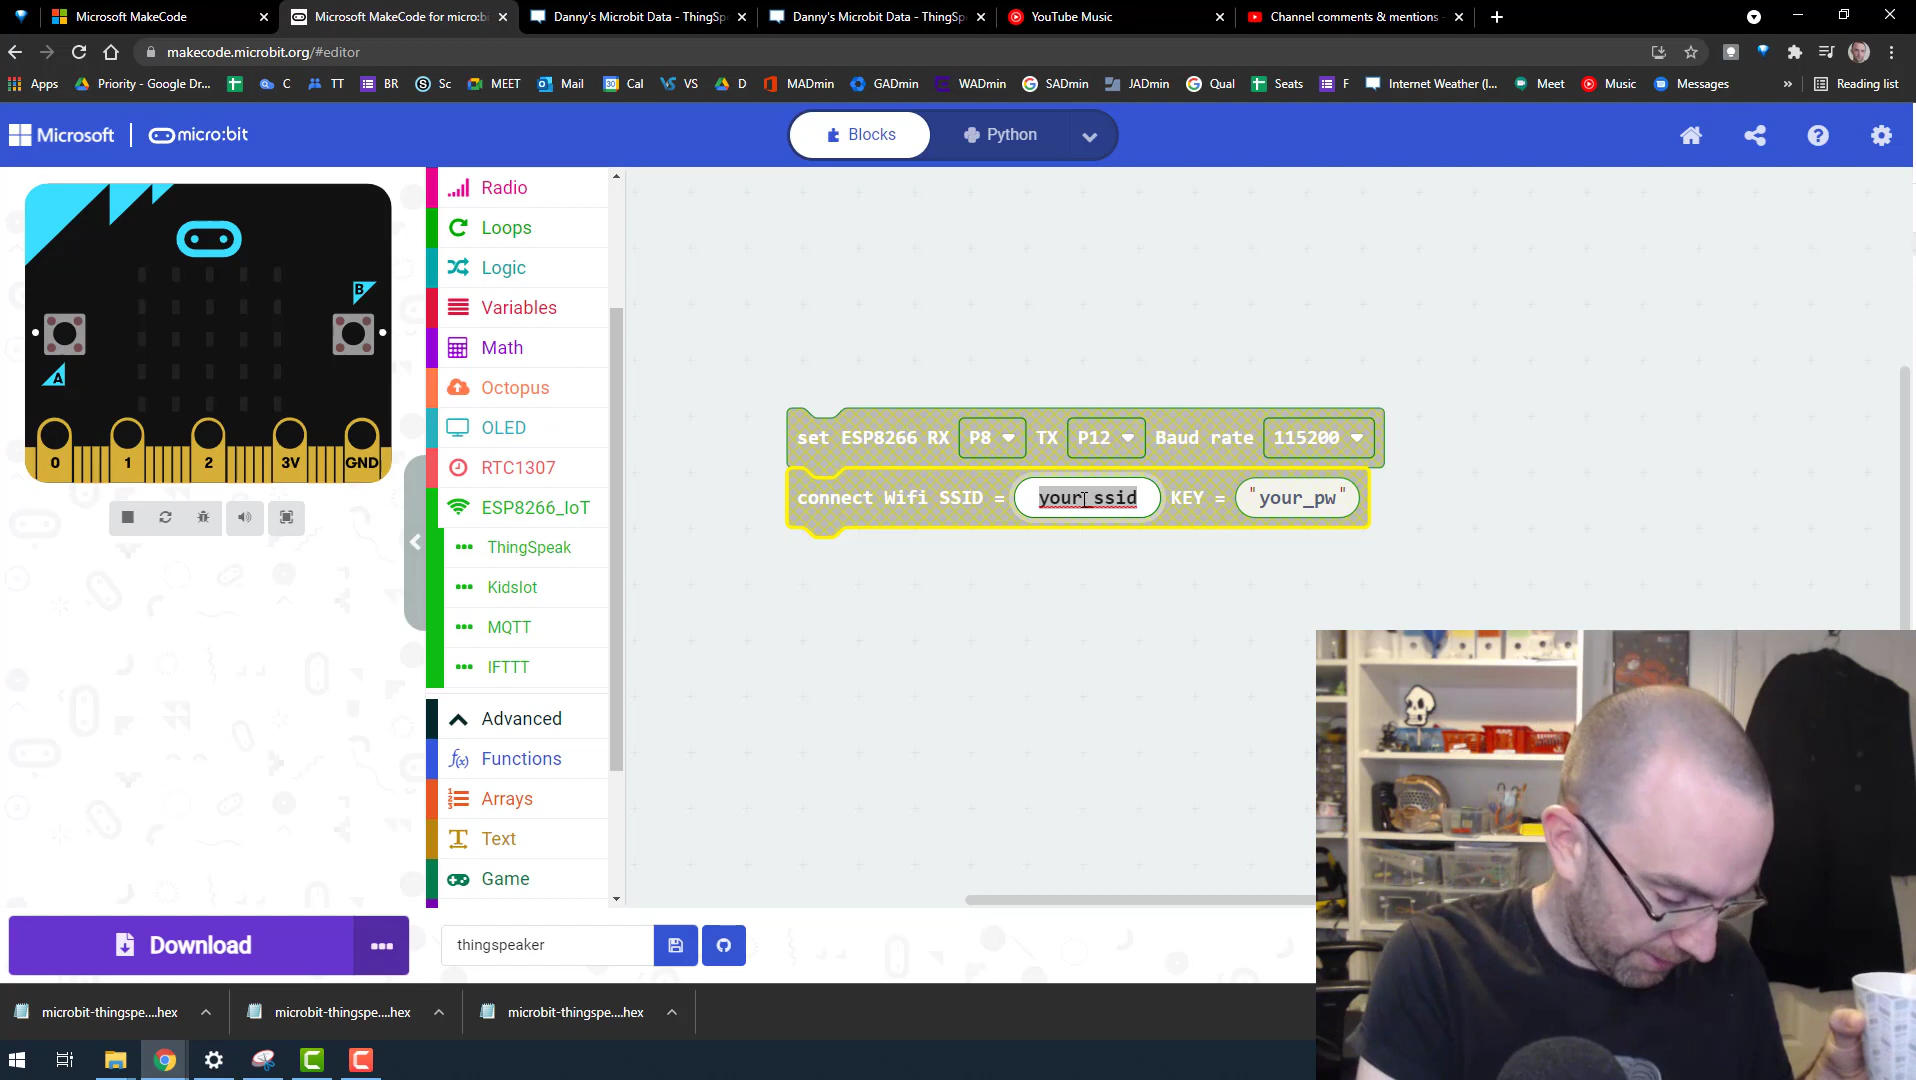 Microsoft MakeCode
Microsoft MakeCode for micro:bi
Danny's Microbit Data - ThingSp
Danny's Microbit Data - ThingSpe
YouTube Music
Channel comments & mentions -
makecode.microbit.org/#editor
Apps
Priority - Google Dr...
C
TT
BR
Sc
MEET
Mail
Cal
VS
D
MAdmin
GAdmin
WAdmin
SAdmin
JAdmin
Qual
Seats
F
Internet Weather (I...
Meet
Music
Messages
»
Reading list
Microsoft
micro:bit
Blocks
Python
Radio
Loops
Logic
Variables
Math
Octopus
OLED
RTC1307
ESP8266_IoT
ThingSpeak
KidsIot
MQTT
IFTTT
Advanced
Functions
Arrays
Text
Game
A
B
0
1
2
3V
GND
set ESP8266 RX P8 TX P12 Baud rate 115200
connect Wifi SSID = your_ssid KEY = "your_pw"
Download
thingspeaker
microbit-thingspe....hex
microbit-thingspe....hex
microbit-thingspe....hex